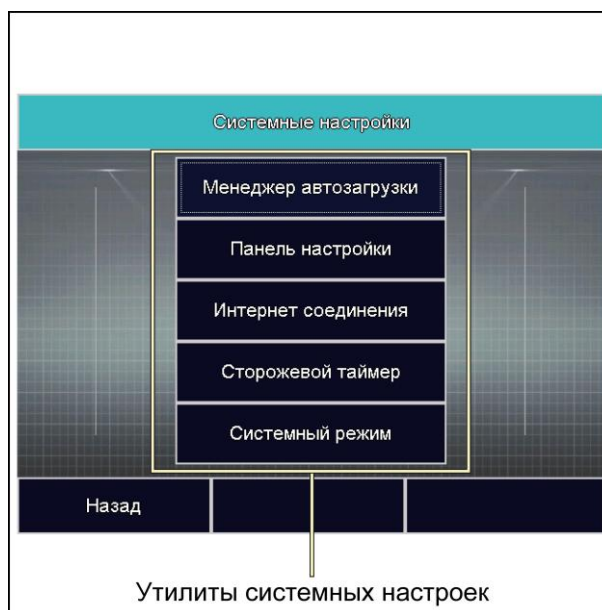 Системные настройки
Менеджер автозагрузки
Панель настройки
Интернет соединения
Сторожевой таймер
Системный режим
Назад
Утилиты системных настроек